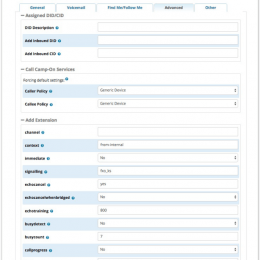 General Voicemail Find Me/Follow Me Advanced Other
Assigned DID/CID
DID Description
Add Inbound DID
Add Inbound CID
Call Camp-On Services
Forcing default settings
Caller Policy Generic Device
Callee Policy Generic Device
Add Extension
channel
context from-internal
immediate No
signalling fxo_ks
echocancel yes
echocancelwhenbridged No
echotraining 800
busydetect No
busycount 7
callprogress No